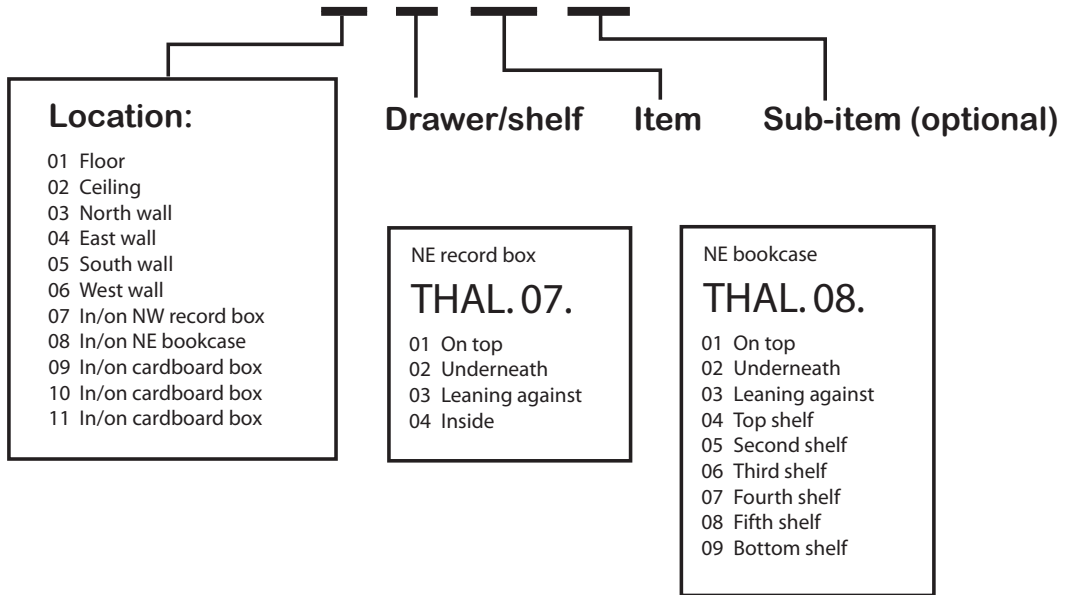 Location:
01 Floor
02 Ceiling
03 North wall
04 East wall
05 South wall
06 West wall
07 In/on NW record box
08 In/on NE bookcase
09 In/on cardboard box
10 In/on cardboard box
11 In/on cardboard box
Drawer/shelf
Item
Sub-item (optional)
NE record box
THAL. 07.
01 On top
02 Underneath
03 Leaning against
04 Inside
NE bookcase
THAL. 08.
01 On top
02 Underneath
03 Leaning against
04 Top shelf
05 Second shelf
06 Third shelf
07 Fourth shelf
08 Fifth shelf
09 Bottom shelf